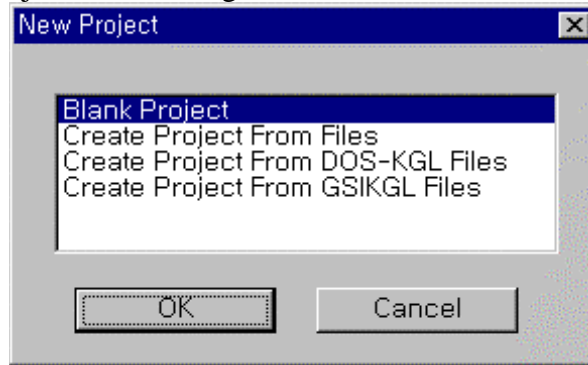 New Project
Blank Project
Create Project From Files
Create Project From DOS-KGL Files
Create Project From GSIKGL Files
OK Cancel